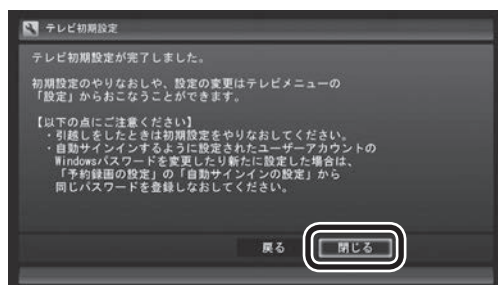 テレビ初期設定
テレビ初期設定が完了しました。
初期設定のやりなおしや、設定の変更はテレビメニューの
「設定」からおこなうことができます。
【以下の点にご注意ください】
・引越しをしたときは初期設定をやりなおしてください。
・自動サインインするように設定されたユーザーアカウントの
Windowsパスワードを変更したり新たに設定した場合は、
「予約録画の設定」の「自動サインインの設定」から
同じパスワードを登録しなおしてください。
戻る 閉じる